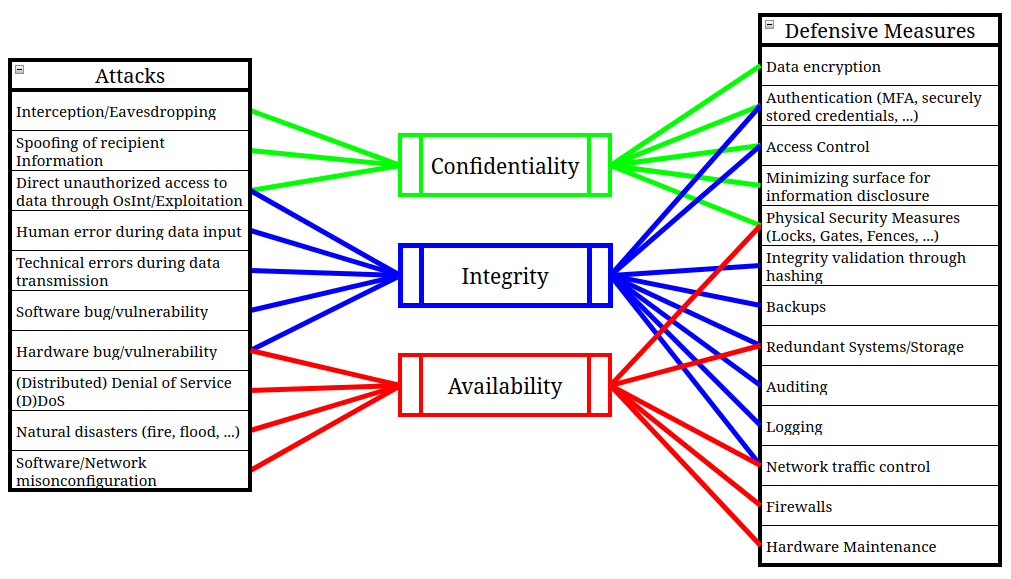 Attacks
Interception/Eavesdropping
Spoofing of recipient
Information
Direct unauthorized access to
data through OsInt/Exploitation
Human error during data input
Technical errors during data
transmission
Software bug/vulnerability
Hardware bug/vulnerability
(Distributed) Denial of Service
(D)DoS
Natural disasters (fire, flood, ...)
Software/Network
misonconfiguration
Confidentiality
Integrity
Availability
Defensive Measures
Data encryption
Authentication (MFA, securely
stored credentials, ...)
Access Control
Minimizing surface for
information disclosure
Physical Security Measures
(Locks, Gates, Fences, ...)
Integrity validation through
hashing
Backups
Redundant Systems/Storage
Auditing
Logging
Network traffic control
Firewalls
Hardware Maintenance